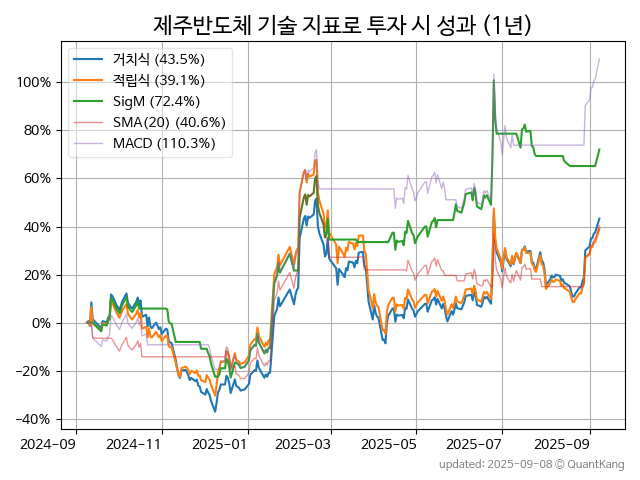 제주반도체 기술 지표로 투자 시 성과 (1년)
거치식 (43.5%)
적립식 (39.1%)
SigM (72.4%)
SMA(20) (40.6%)
MACD (110.3%)
100%
80%
60%
40%
20%
0%
−20%
−40%
2024-09 2024-11 2025-01 2025-03 2025-05 2025-07 2025-09
updated: 2025-09-08 © QuantKang